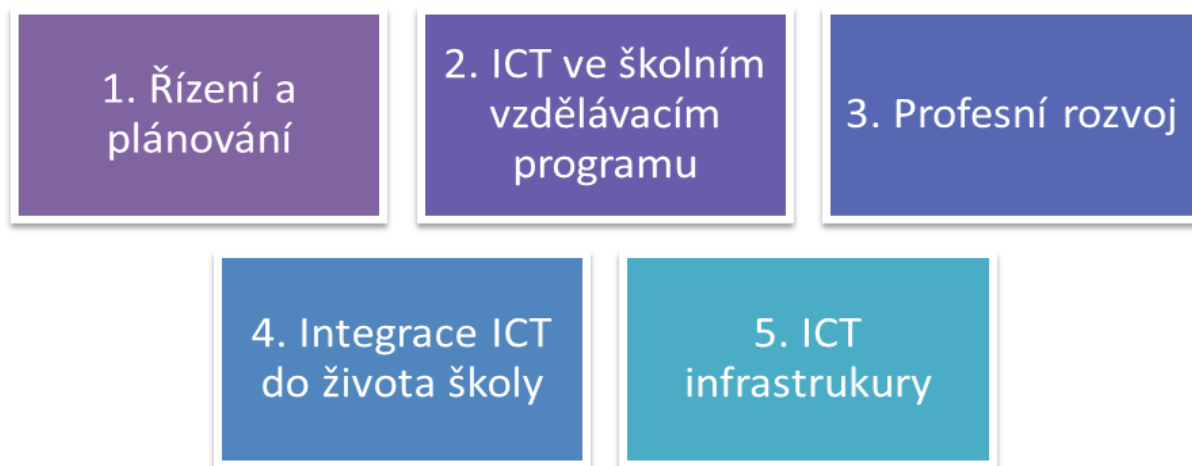 1. Řízení a
plánování
2. ICT ve školním
vzdělávacím
programu
3. Profesní rozvoj
4. Integrace ICT
do života školy
5. ICT
infrastrukury